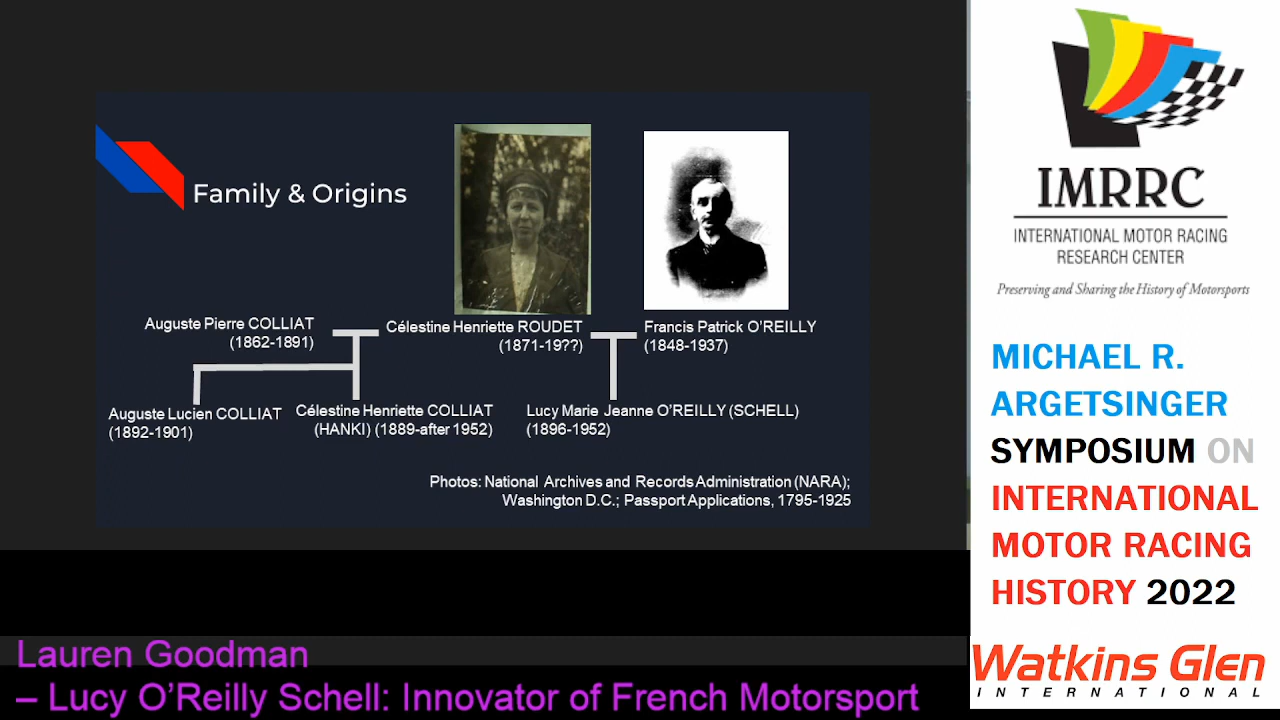 Family & Origins
Auguste Pierre COLLIAT
(1862-1891)
Célestine Henriette ROUDET
(1871-19??)
Francis Patrick O'REILLY
(1848-1937)
Auguste Lucien COLLIAT
(1892-1901)
Célestine Henriette COLLIAT
(HANKI) (1889-after 1952)
Lucy Marie Jeanne O'REILLY (SCHELL)
(1896-1952)
Photos: National Archives and Records Administration (NARA);
Washington D.C.; Passport Applications, 1795-1925
IMRRC
INTERNATIONAL MOTOR RACING
RESEARCH CENTER
Preserving and Sharing the History of Motorsports
MICHAEL R.
ARGETSINGER
SYMPOSIUM ON
INTERNATIONAL
MOTOR RACING
HISTORY 2022
Watkins Glen
INTERNATIONAL
Lauren Goodman
– Lucy O'Reilly Schell: Innovator of French Motorsport